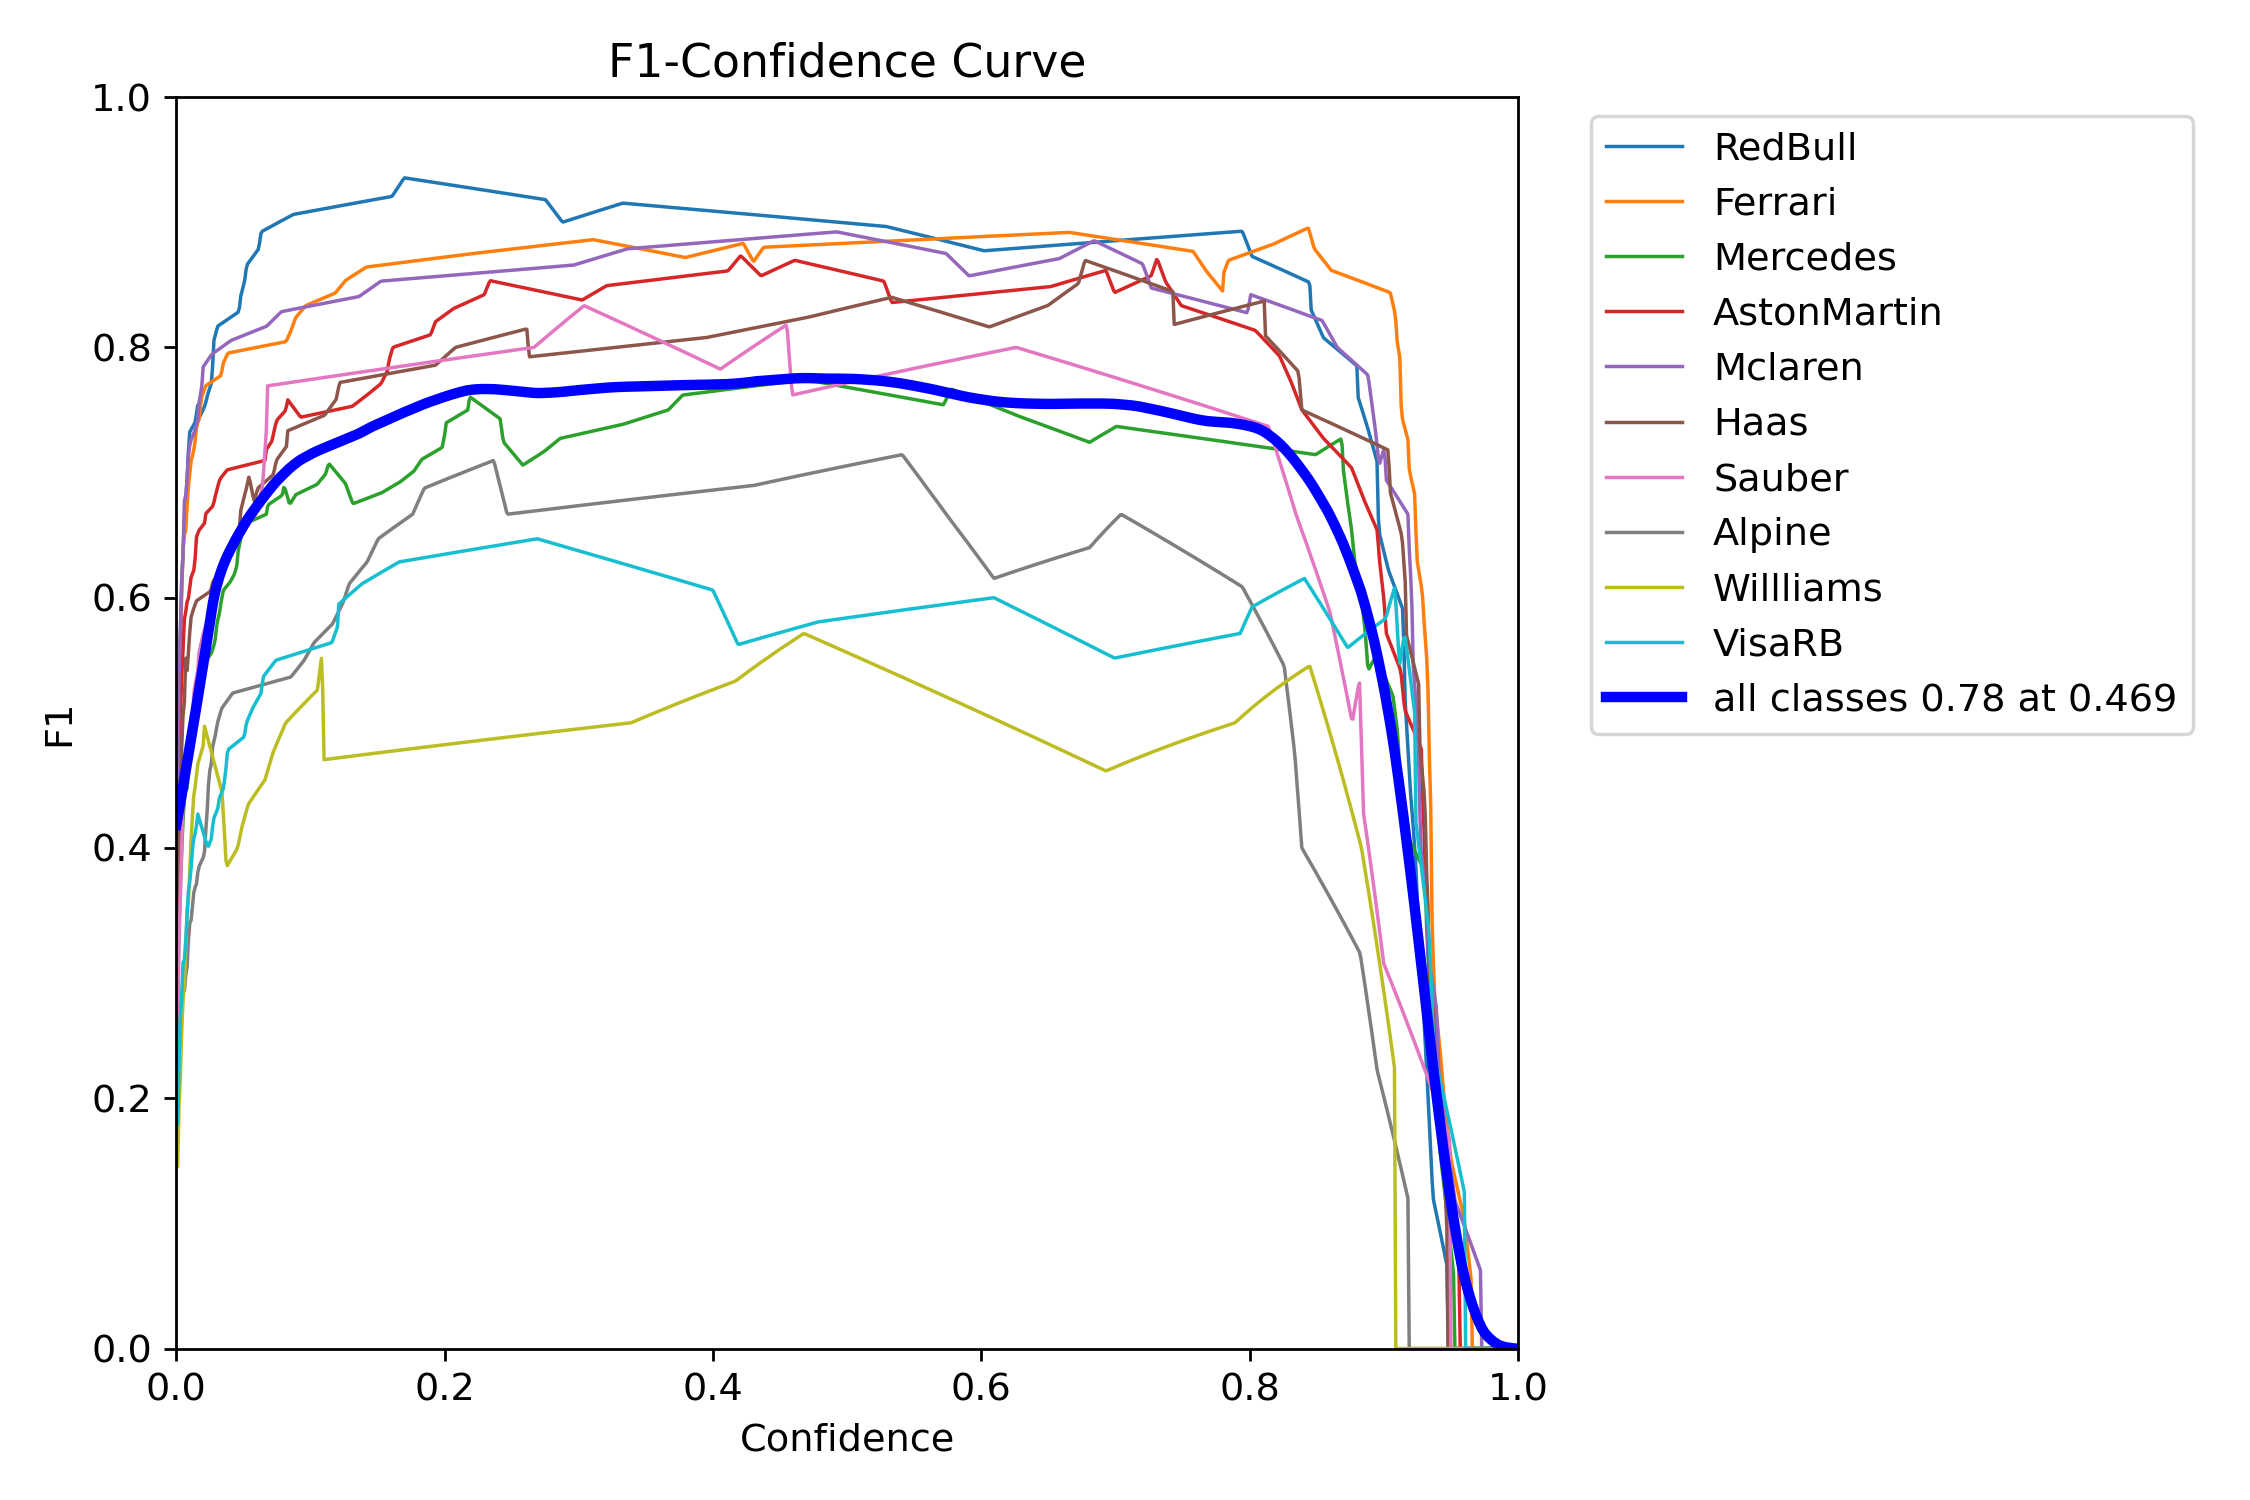 F1-Confidence Curve
1.0
0.8
0.6
0.4
0.2
0.0
F1
0.0 0.2 0.4 0.6 0.8 1.0
Confidence
RedBull
Ferrari
Mercedes
AstonMartin
Mclaren
Haas
Sauber
Alpine
Willliams
VisaRB
all classes 0.78 at 0.469